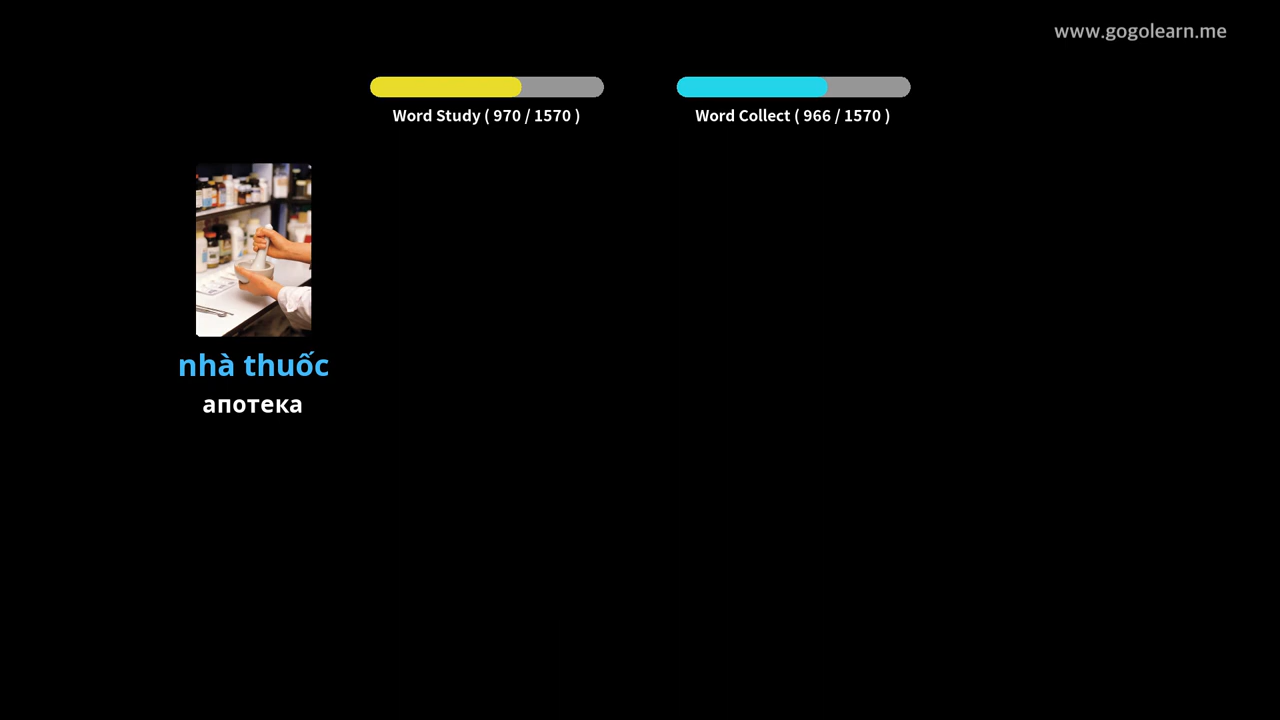 www.gogolearn.me
Word Study ( 970 / 1570 )
Word Collect ( 966 / 1570 )
nhà thuốc
апотека